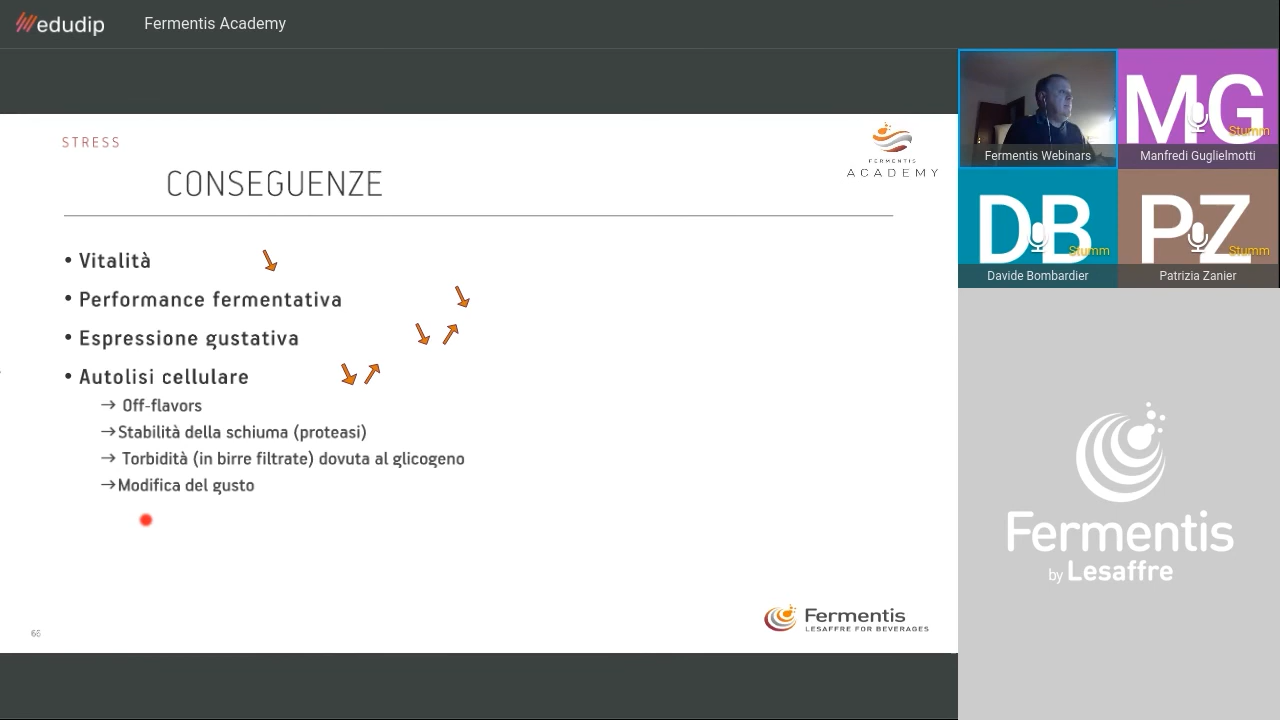 edudip
Fermentis Academy
STRESS
CONSEGUENZE
FERMENTIS
ACADEMY
• Vitalità
• Performance fermentativa
• Espressione gustativa
• Autolisi cellulare
→ Off-flavors
→Stabilità della schiuma (proteasi)
→ Torbidità (in birre filtrate) dovuta al glicogeno
→Modifica del gusto
66
Fermentis
LESAFFRE FOR BEVERAGES
Fermentis Webinars
MG
Stumm
Manfredi Guglielmotti
DB
Stumm
Davide Bombardier
PZ
Stumm
Patrizia Zanier
Fermentis
by Lesaffre